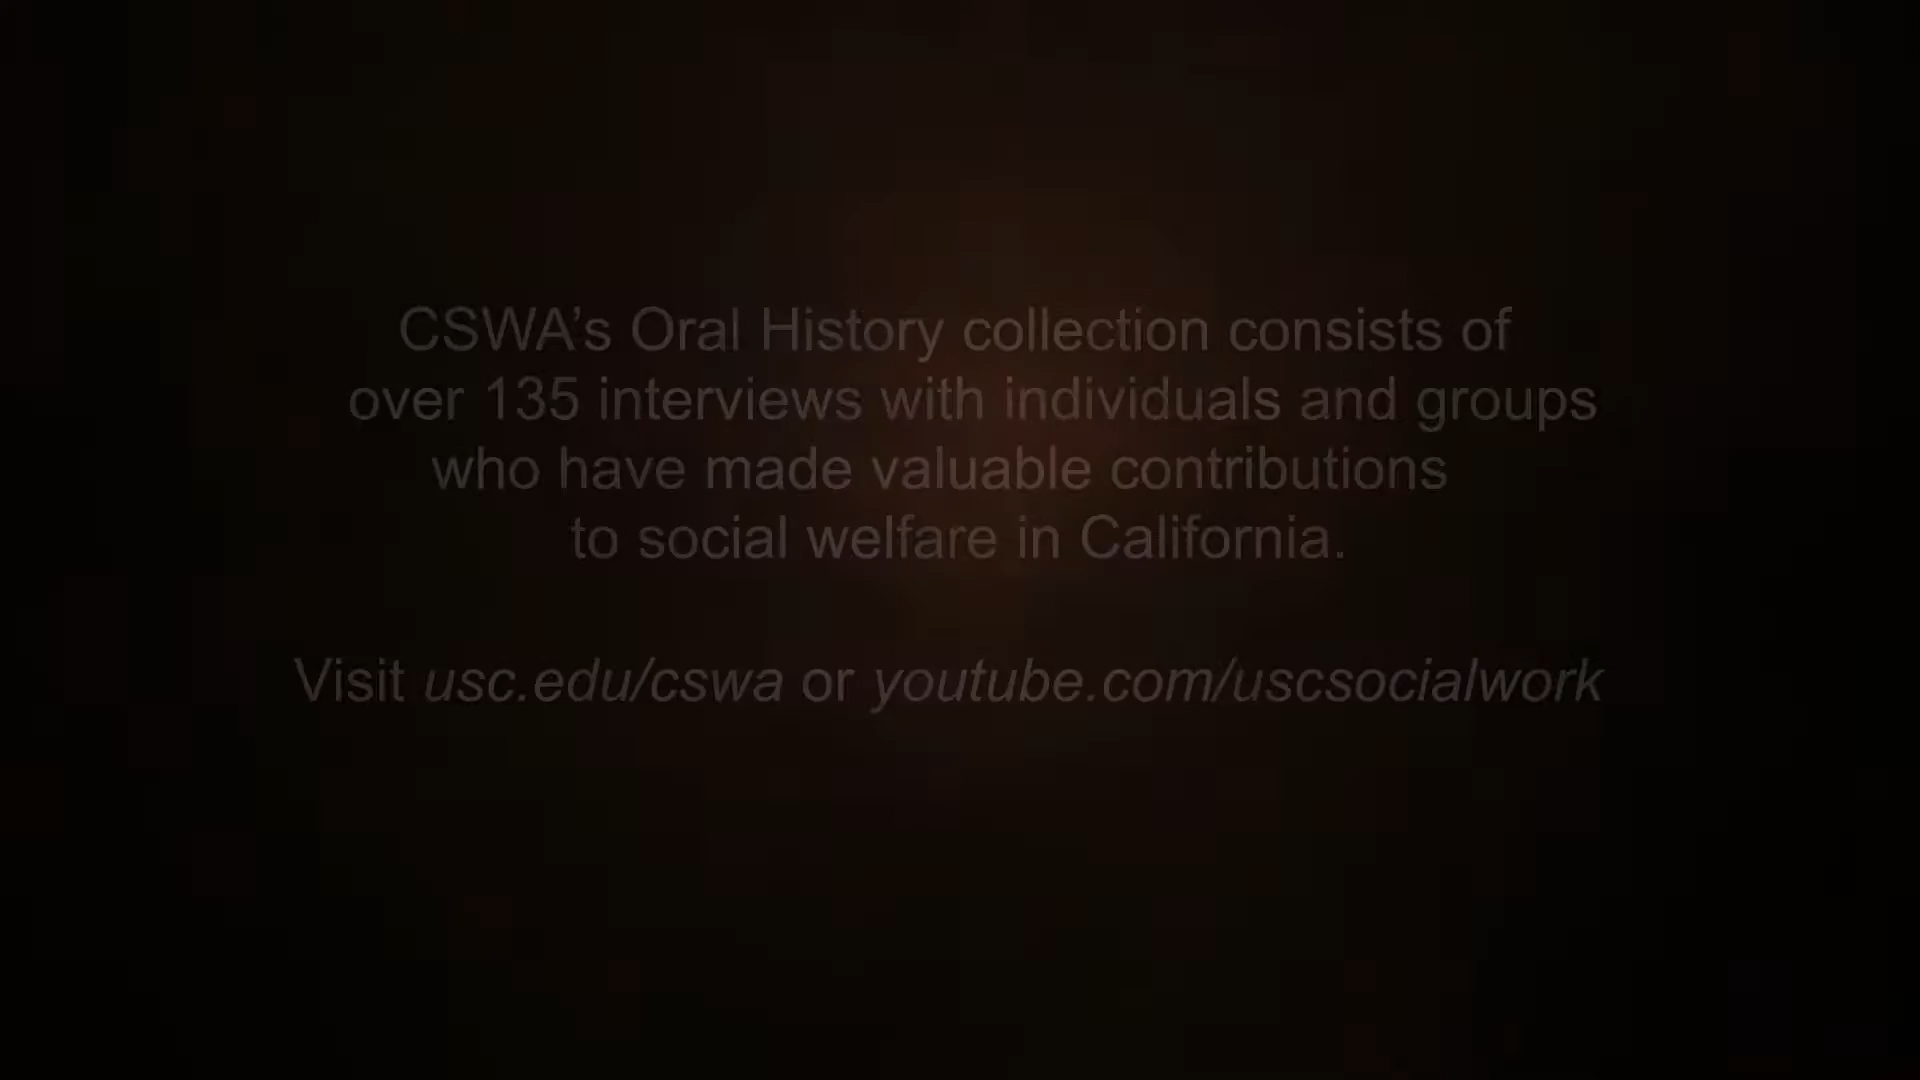 CSWA’s Oral History collection consists of
over 135 interviews with individuals and groups
who have made valuable contributions
to social welfare in California.
Visit usc.edu/cswa or youtube.com/uscsocialwork